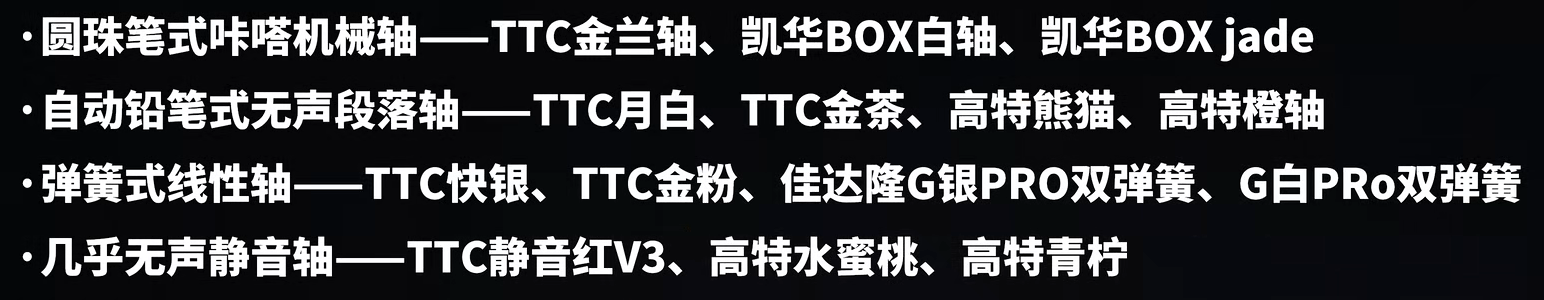 ·圆珠笔式咔嗒机械轴——TTC金兰轴、凯华BOX白轴、凯华BOX jade
·自动铅笔式无声段落轴——TTC月白、TTC金茶、高特熊猫、高特橙轴
·弹簧式线性轴——TTC快银、TTC金粉、佳达隆G银PRO双弹簧、G白PRo双弹簧
·几乎无声静音轴——TTC静音红V3、高特水蜜桃、高特青柠